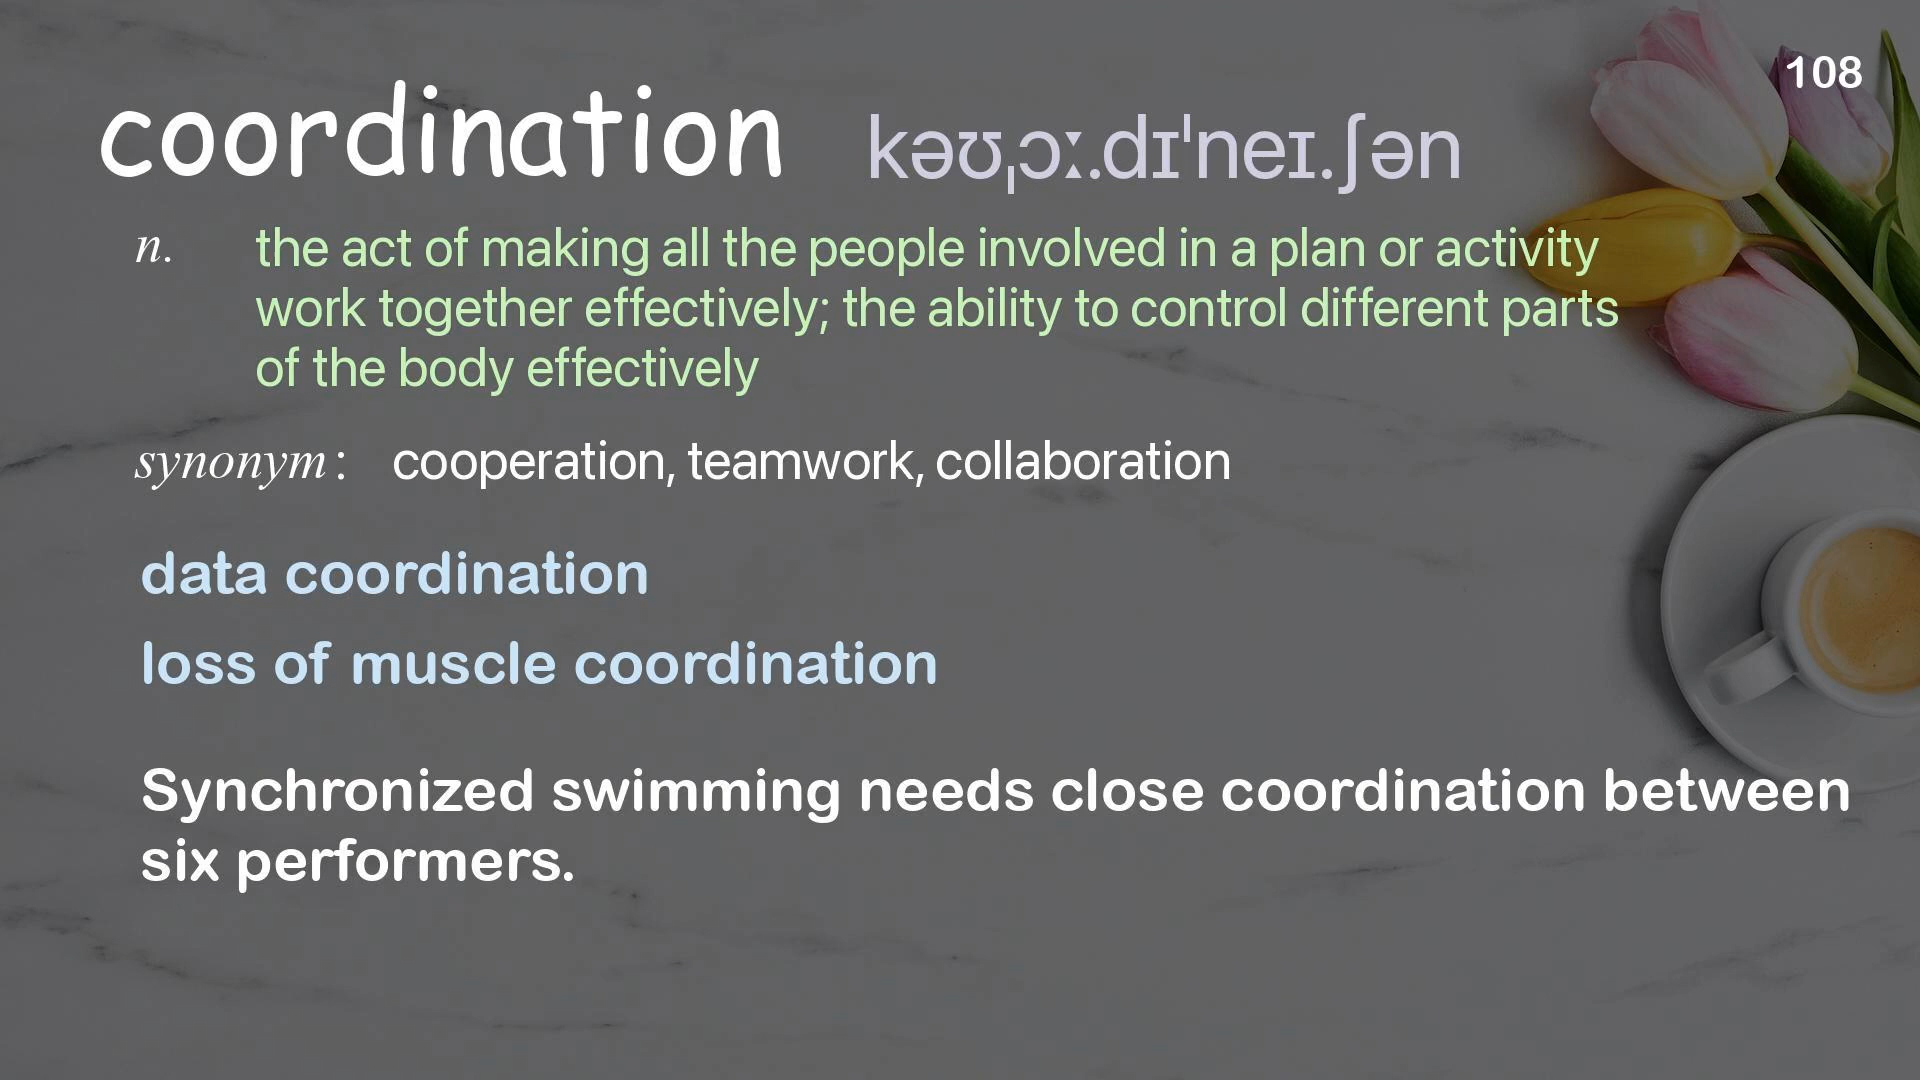 108
coordination kəʊˌɔː.dɪˈneɪ.ʃən
n. the act of making all the people involved in a plan or activity
work together effectively; the ability to control different parts
of the body effectively
synonym: cooperation, teamwork, collaboration
data coordination
loss of muscle coordination
Synchronized swimming needs close coordination between
six performers.